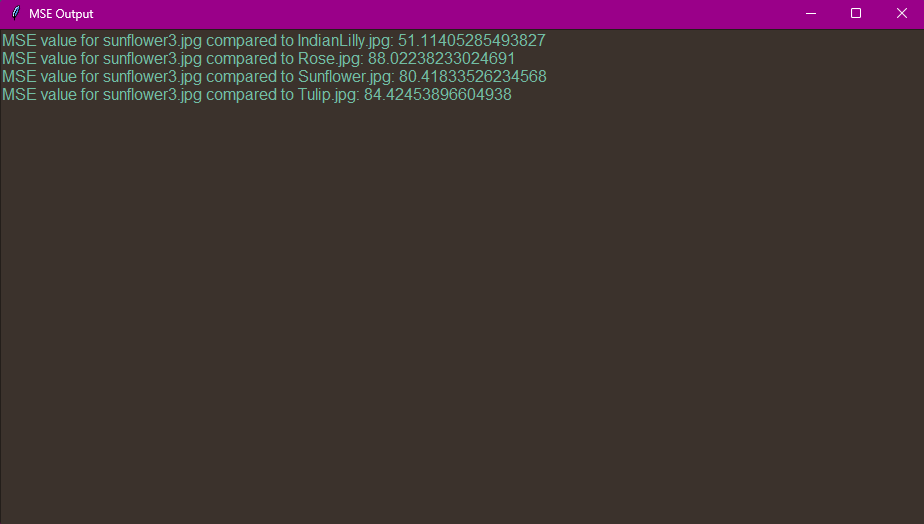 MSE Output
MSE value for sunflower3.jpg compared to IndianLilly.jpg: 51.11405285493827
MSE value for sunflower3.jpg compared to Rose.jpg: 88.02238233024691
MSE value for sunflower3.jpg compared to Sunflower.jpg: 80.41833526234568
MSE value for sunflower3.jpg compared to Tulip.jpg: 84.42453896604938